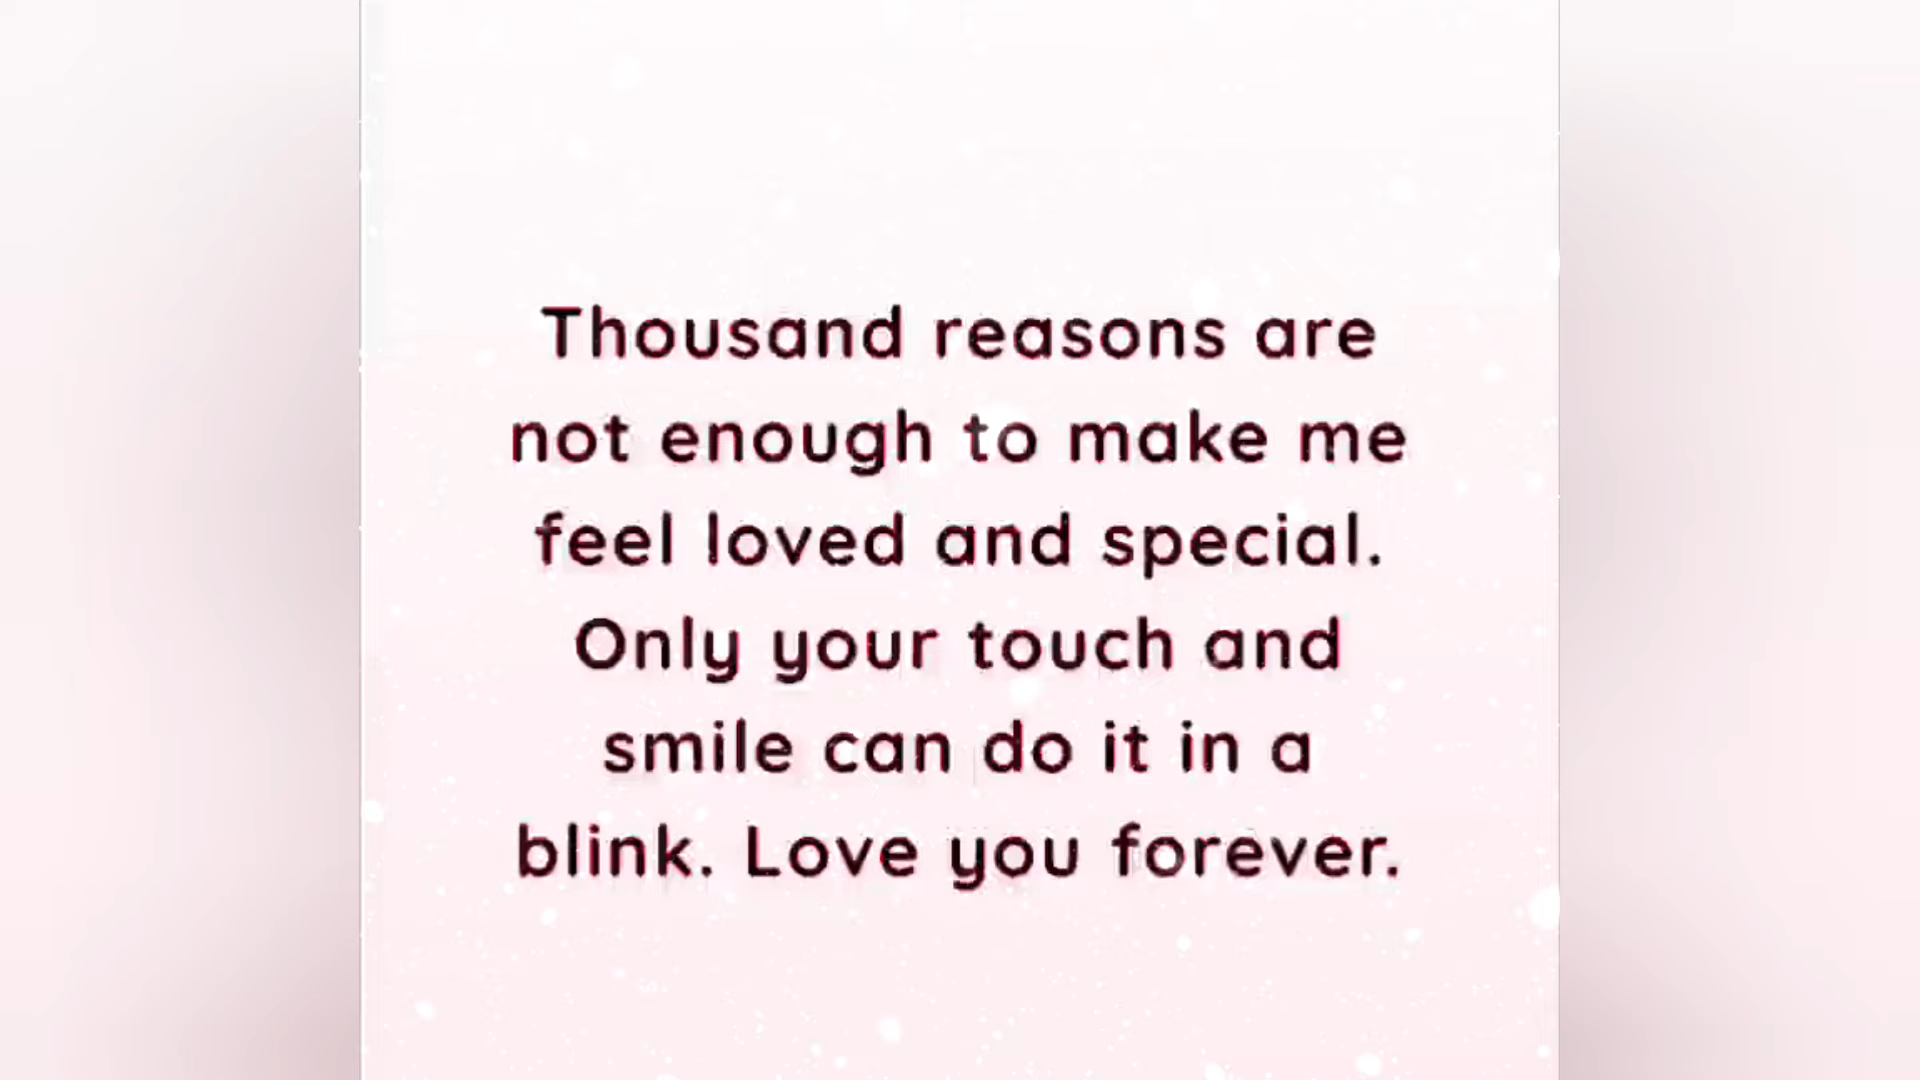 Thousand reasons are
not enough to make me
feel loved and special.
Only your touch and
smile can do it in a
blink. Love you forever.